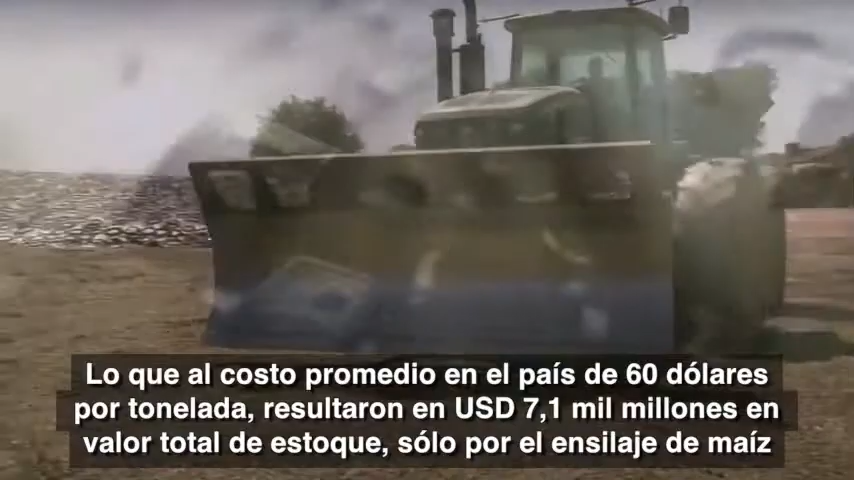 Lo que al costo promedio en el país de 60 dólares
por tonelada, resultaron en USD 7,1 mil millones en
valor total de estoque, sólo por el ensilaje de maíz